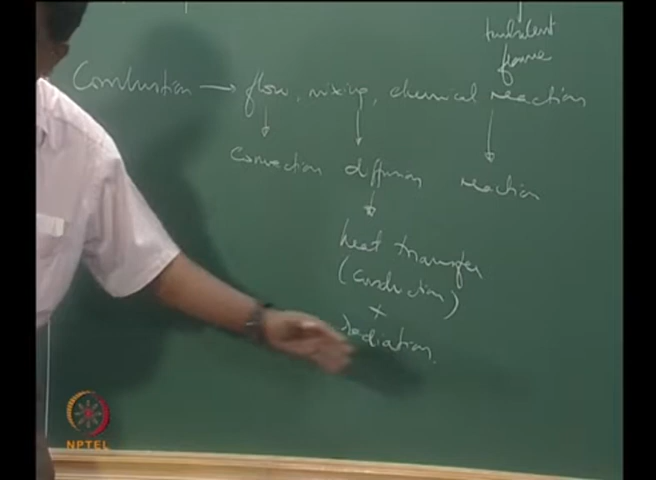 turbulent
flame
Combustion → flow, mixing, chemical reaction
convection diffusion reaction
heat transfer
(conduction)
+
radiation.
NPTEL